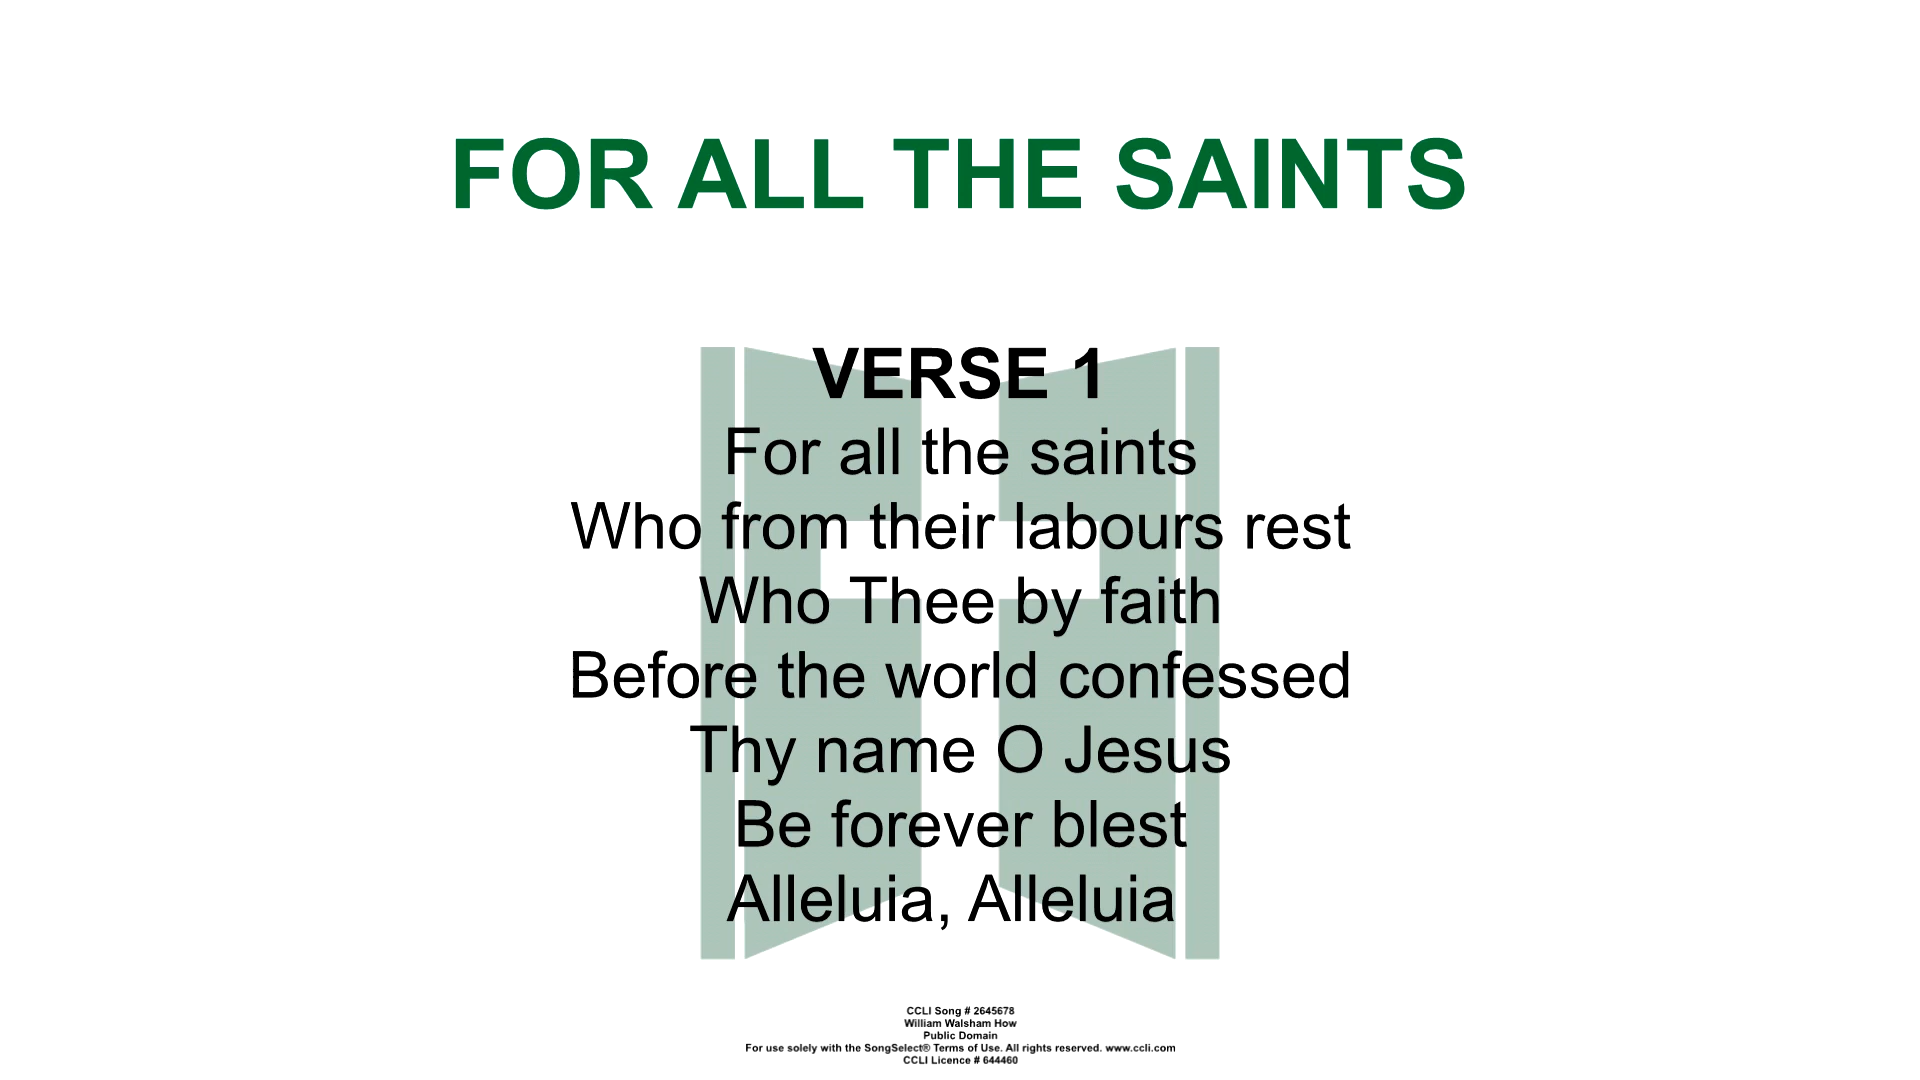 FOR ALL THE SAINTS
VERSE 1
For all the saints
Who from their labours rest
Who Thee by faith
Before the world confessed
Thy name O Jesus
Be forever blest
Alleluia, Alleluia
CCLI Song # 2645678
William Walsham How
Public Domain
For use solely with the SongSelect® Terms of Use. All rights reserved. www.ccli.com
CCLI Licence # 644460